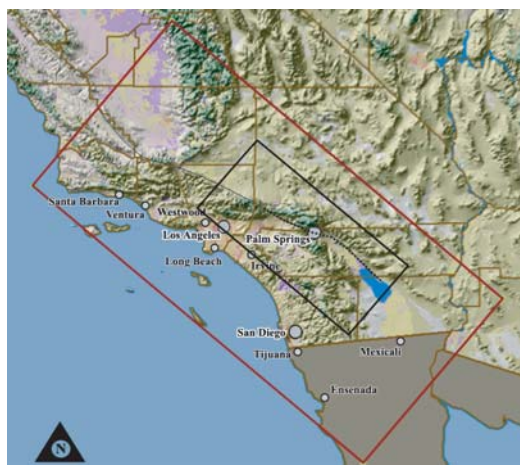 Santa Barbara
Ventura
Westwood
Los Angeles
Palm Springs
Long Beach
Irvine
San Diego
Tijuana
Mexicali
Ensenada
N